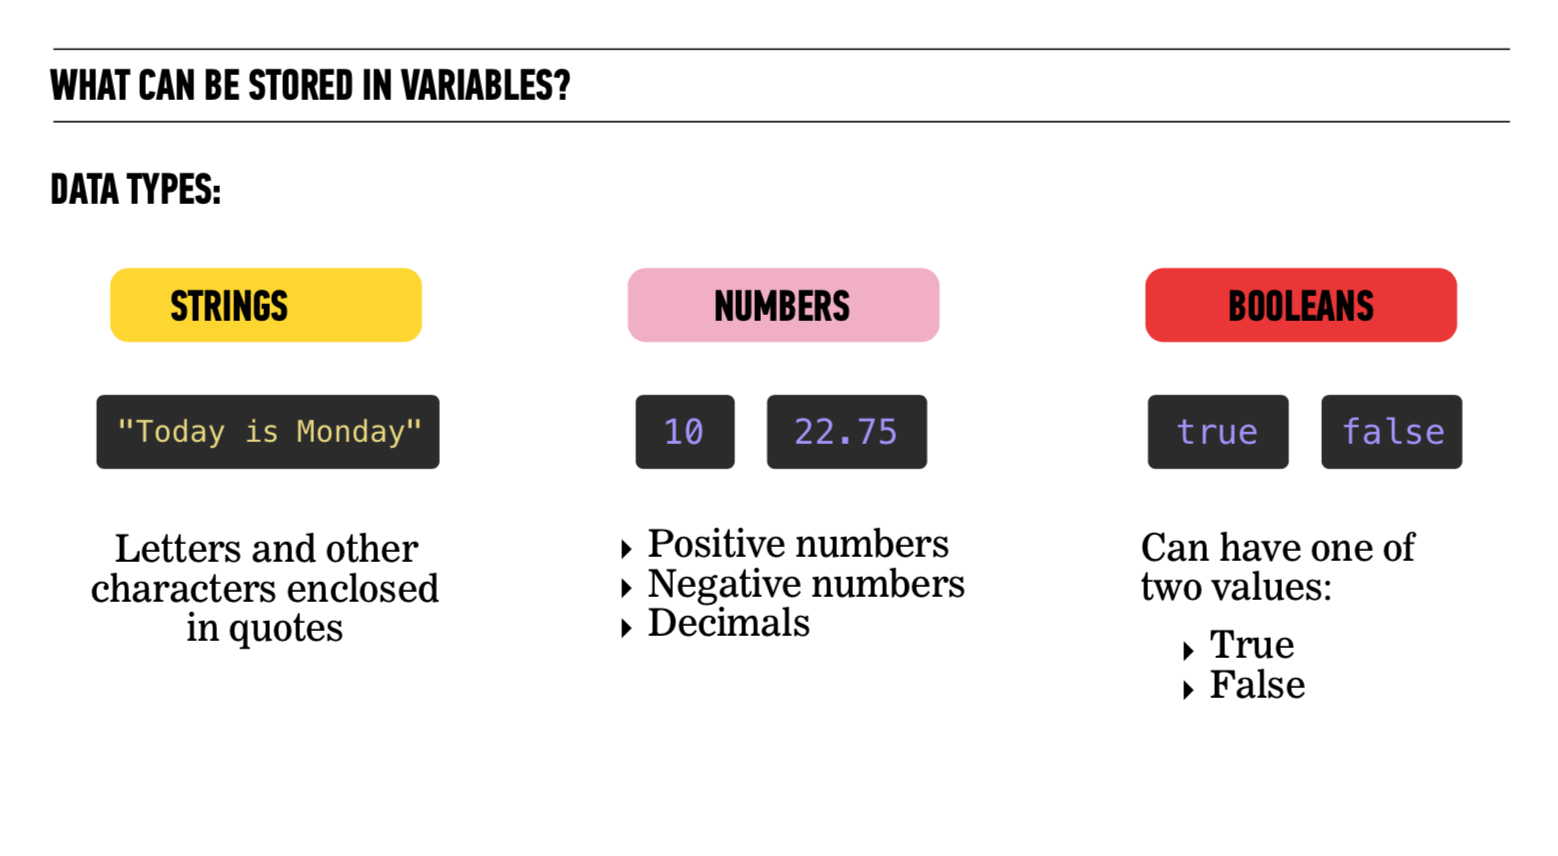 WHAT CAN BE STORED IN VARIABLES?
DATA TYPES:
STRINGS
"Today is Monday"
Letters and other
characters enclosed
in quotes
NUMBERS
10 22.75
▸ Positive numbers
▸ Negative numbers
▸ Decimals
BOOLEANS
true false
Can have one of
two values:
▸ True
▸ False